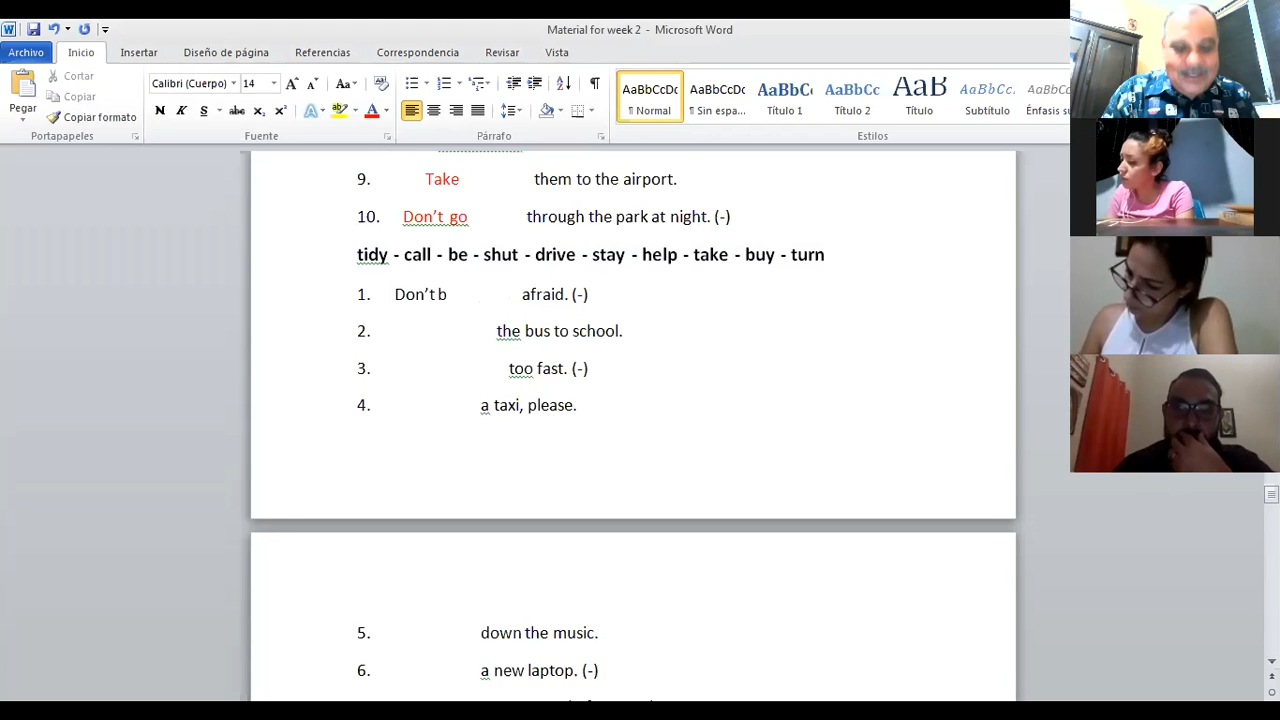 Material for week 2 - Microsoft Word
Archivo Inicio Insertar Diseño de página Referencias Correspondencia Revisar Vista
Pegar
Cortar
Copiar
Copiar formato
Portapapeles
Calibri (Cuerpo) 14
N K S abc
Fuente
Párrafo
AaBbCcDc AaBbCcDc AaBbC AaBbCc AaB AaBbCc. AaBbCcD
¶ Normal ¶ Sin espa... Título 1 Título 2 Título Subtítulo Énfasis
Estilos
9. Take them to the airport.
10. Don't go through the park at night. (-)
tidy - call - be - shut - drive - stay - help - take - buy - turn
1. Don't b afraid. (-)
2. the bus to school.
3. too fast. (-)
4. a taxi, please.
5. down the music.
6. a new laptop. (-)